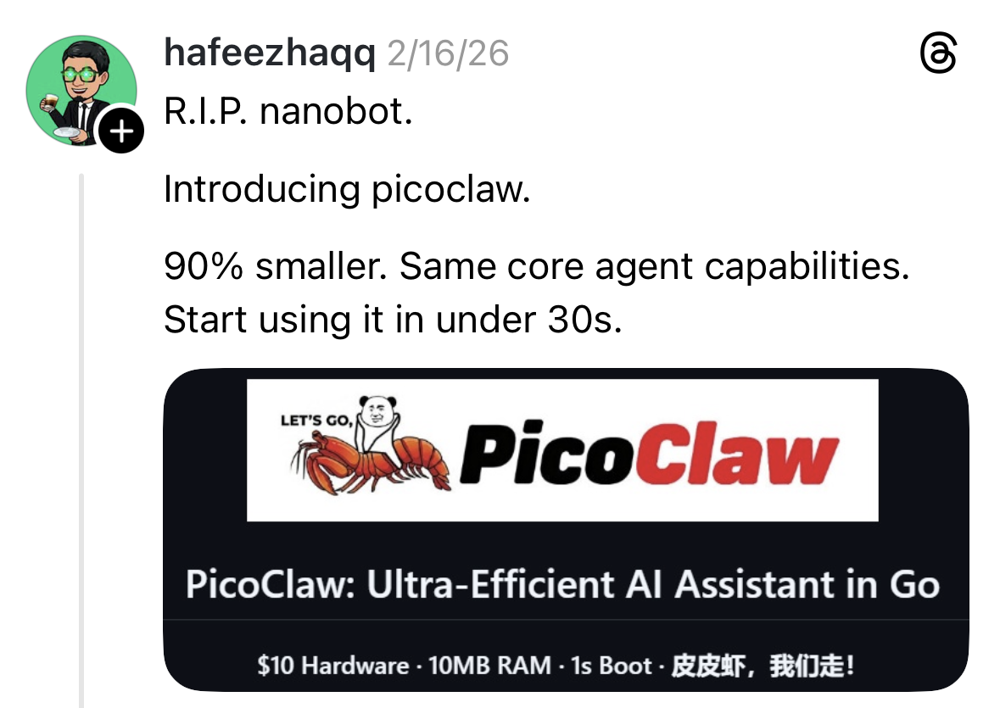 hafeezhaqq 2/16/26
R.I.P. nanobot.
Introducing picoclaw.
90% smaller. Same core agent capabilities.
Start using it in under 30s.
LET'S GO,
PicoClaw
PicoClaw: Ultra-Efficient AI Assistant in Go
$10 Hardware · 10MB RAM · 1s Boot · 皮皮虾，我们走！